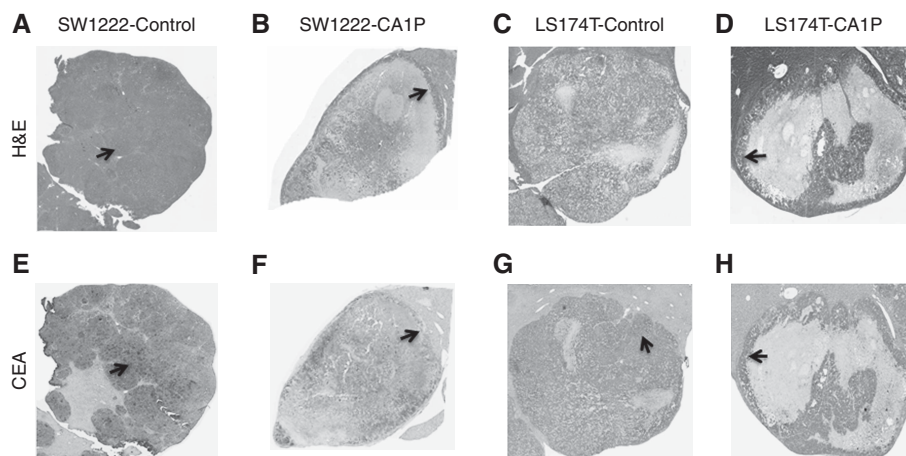 A SW1222-Control B SW1222-CA1P C LS174T-Control D LS174T-CA1P
H&E
E F G H
CEA